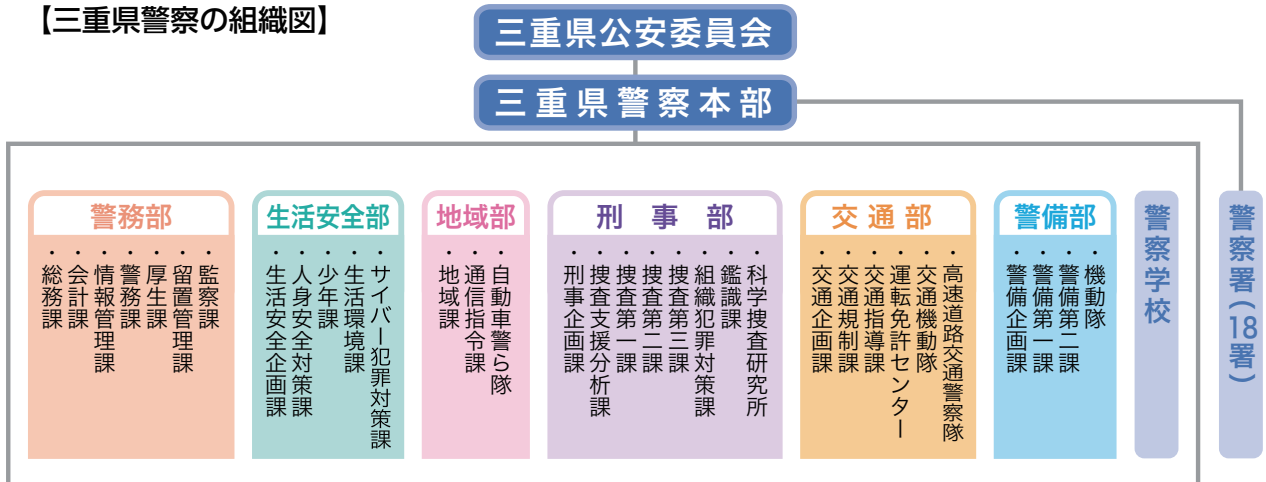 【三重県警察の組織図】
三重県公安委員会
三重県警察本部
警務部
・総務課
・会計課
・情報管理課
・警務課
・厚生課
・留置管理課
・監察課
生活安全部
・生活安全企画課
・人身安全対策課
・少年課
・生活環境課
・サイバー犯罪対策課
地域部
・地域課
・通信指令課
・自動車警ら隊
刑事部
・刑事企画課
・捜査支援分析課
・捜査第一課
・捜査第二課
・捜査第三課
・組織犯罪対策課
・鑑識課
・科学捜査研究所
交通部
・交通企画課
・交通規制課
・交通指導課
・運転免許センター
・交通機動隊
・高速道路交通警察隊
警備部
・警備企画課
・警備第一課
・警備第二課
・機動隊
警察学校
警察署(18署)